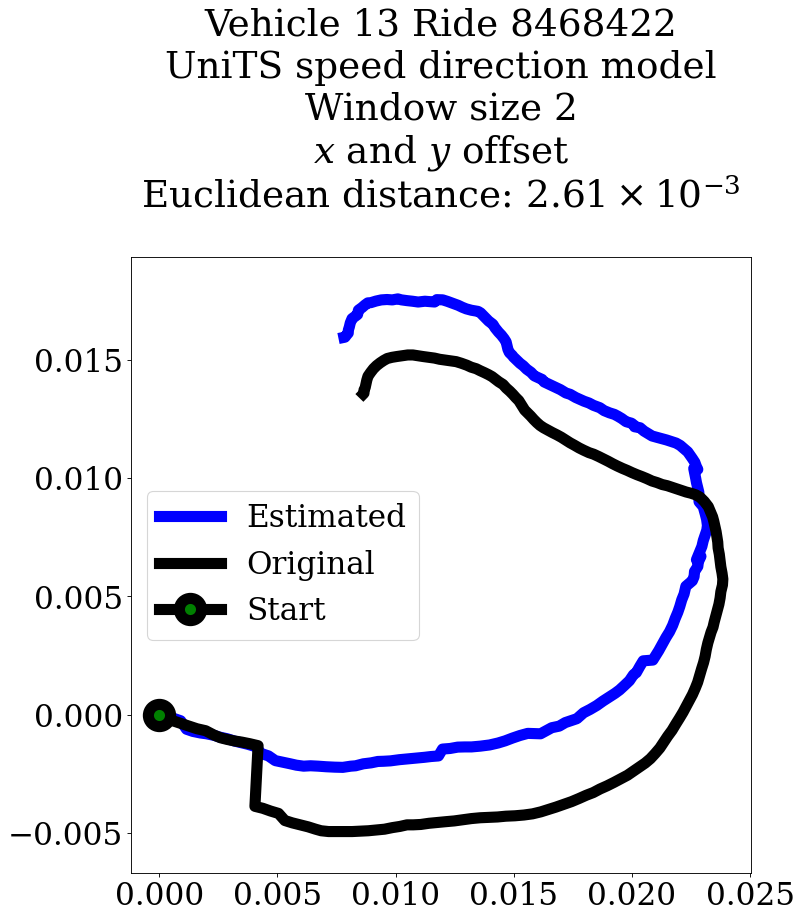 Vehicle 13 Ride 8468422
UniTS speed direction model
Window size 2
x and y offset
Euclidean distance: 2.61 × 10⁻³
0.015
0.010
0.005
0.000
−0.005
Estimated
Original
Start
0.000 0.005 0.010 0.015 0.020 0.025